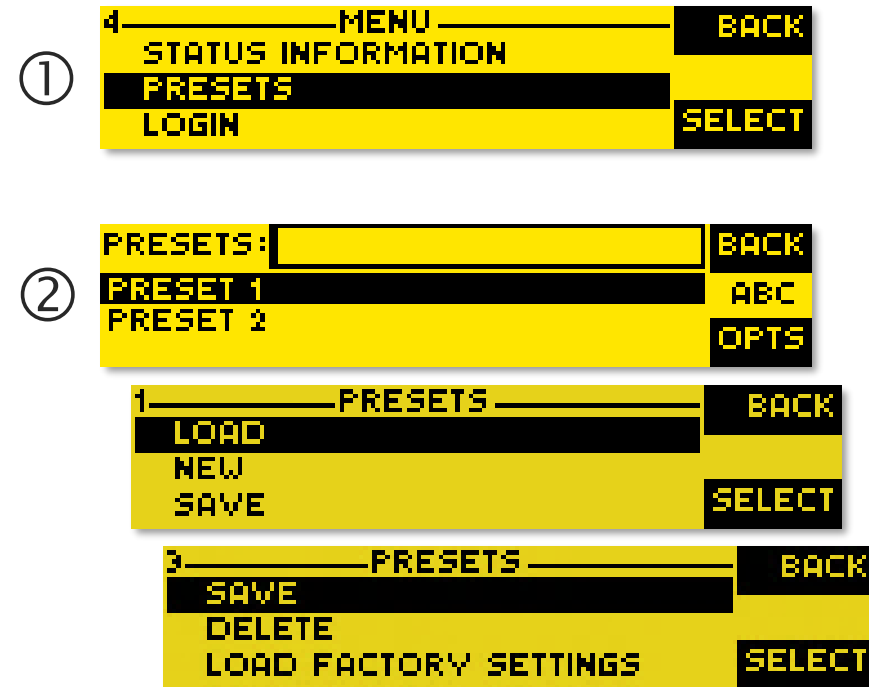 ①
4 MENU BACK
STATUS INFORMATION
PRESETS
LOGIN SELECT
②
PRESETS: BACK
PRESET 1 ABC
PRESET 2 OPTS
1 PRESETS BACK
LOAD
NEW
SAVE SELECT
3 PRESETS BACK
SAVE
DELETE
LOAD FACTORY SETTINGS SELECT